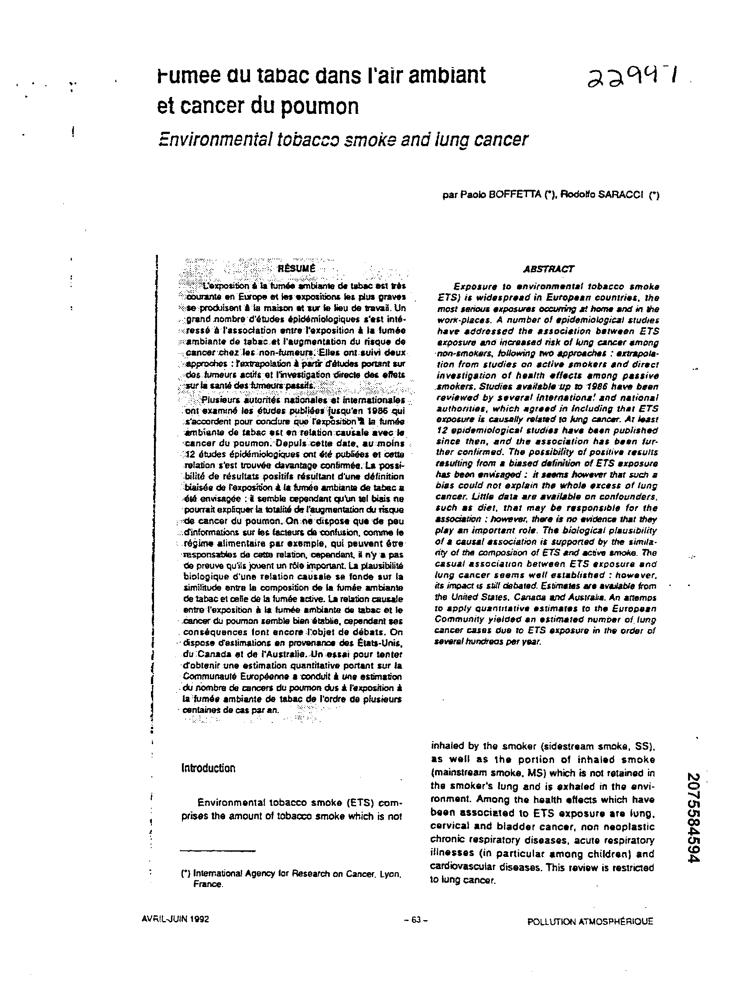 Fumee du tabac dans l'air ambiant
et cancer du poumon
Environmental tobacco smoke and lung cancer
22997
par Paolo BOFFETTA (*), Rodolfo SARACCI (*)
RÉSUMÉ
L'exposition à la fumée ambiante de tabac est très
courante en Europe et les expositions les plus graves
se produisent à la maison et sur le lieu de travail. Un
grand nombre d'études épidémiologiques s'est inté-
ressé à l'association entre l'exposition à la fumée
ambiante de tabac et l'augmentation du risque de
cancer chez les non-fumeurs. Elles ont suivi deux
approches : l'extrapolation à partir d'études portant sur
des fumeurs actifs et l'investigation directe des effets
sur la santé des fumeurs passifs.
Plusieurs autorités nationales et internationales
ont examiné les études publiées jusqu'en 1986 qui
s'accordent pour conclure que l'exposition à la fumée
ambiante de tabac est en relation causale avec le
cancer du poumon. Depuis cette date, au moins
12 études épidémiologiques ont été publiées et cette
relation s'est trouvée davantage confirmée. La possi-
bilité de résultats positifs résultant d'une définition
biaisée de l'exposition à la fumée ambiante de tabac a
été envisagée : il semble cependant qu'un tel biais ne
pourrait expliquer la totalité de l'augmentation du risque
de cancer du poumon. On ne dispose que de peu
d'informations sur les facteurs de confusion, comme le
régime alimentaire par exemple, qui peuvent être
responsables de cette relation, cependant, il n'y a pas
de preuve qu'ils jouent un rôle important. La plausibilité
biologique d'une relation causale se fonde sur la
similitude entre la composition de la fumée ambiante
de tabac et celle de la fumée active. La relation causale
entre l'exposition à la fumée ambiante de tabac et le
cancer du poumon semble bien établie, cependant ses
conséquences font encore l'objet de débats. On
dispose d'estimations en provenance des États-Unis,
du Canada et de l'Australie. Un essai pour tenter
d'obtenir une estimation quantitative portant sur la
Communauté Européenne a conduit à une estimation
du nombre de cancers du poumon dus à l'exposition à
la fumée ambiante de tabac de l'ordre de plusieurs
centaines de cas par an.
ABSTRACT
Exposure to environmental tobacco smoke
ETS) is widespread in European countries, the
most serious exposures occurring at home and in the
work-places. A number of epidemiological studies
have addressed the association between ETS
exposure and increased risk of lung cancer among
non-smokers, following two approaches : extrapola-
tion from studies on active smokers and direct
investigation of health effects among passive
smokers. Studies available up to 1986 have been
reviewed by several international and national
authorities, which agreed in including that ETS
exposure is causally related to lung cancer. At least
12 epidemiological studies have been published
since then, and the association has been fur-
ther confirmed. The possibility of positive results
resulting from a biased definition of ETS exposure
has been envisaged : it seems however that such a
bias could not explain the whole excess of lung
cancer. Little data are available on confounders,
such as diet, that may be responsible for the
association : however, there is no evidence that they
play an important role. The biological plausibility
of a causal association is supported by the simila-
rity of the composition of ETS and active smoke. The
casual association between ETS exposure and
lung cancer seems well established : however,
its impact is still debated. Estimates are available from
the United States, Canada and Australia. An attempts
to apply quantitative estimates to the European
Community yielded an estimated number of lung
cancer cases due to ETS exposure in the order of
several hundreds per year.
Introduction
Environmental tobacco smoke (ETS) com-
prises the amount of tobacco smoke which is not
(*) International Agency for Research on Cancer, Lyon,
France.
inhaled by the smoker (sidestream smoke, SS),
as well as the portion of inhaled smoke
(mainstream smoke, MS) which is not retained in
the smoker's lung and is exhaled in the envi-
ronment. Among the health effects which have
been associated to ETS exposure are lung,
cervical and bladder cancer, non neoplastic
chronic respiratory diseases, acute respiratory
illnesses (in particular among children) and
cardiovascular diseases. This review is restricted
to lung cancer.
2075584594
AVRIL-JUIN 1992
– 63 –
POLLUTION ATMOSPHÉRIQUE